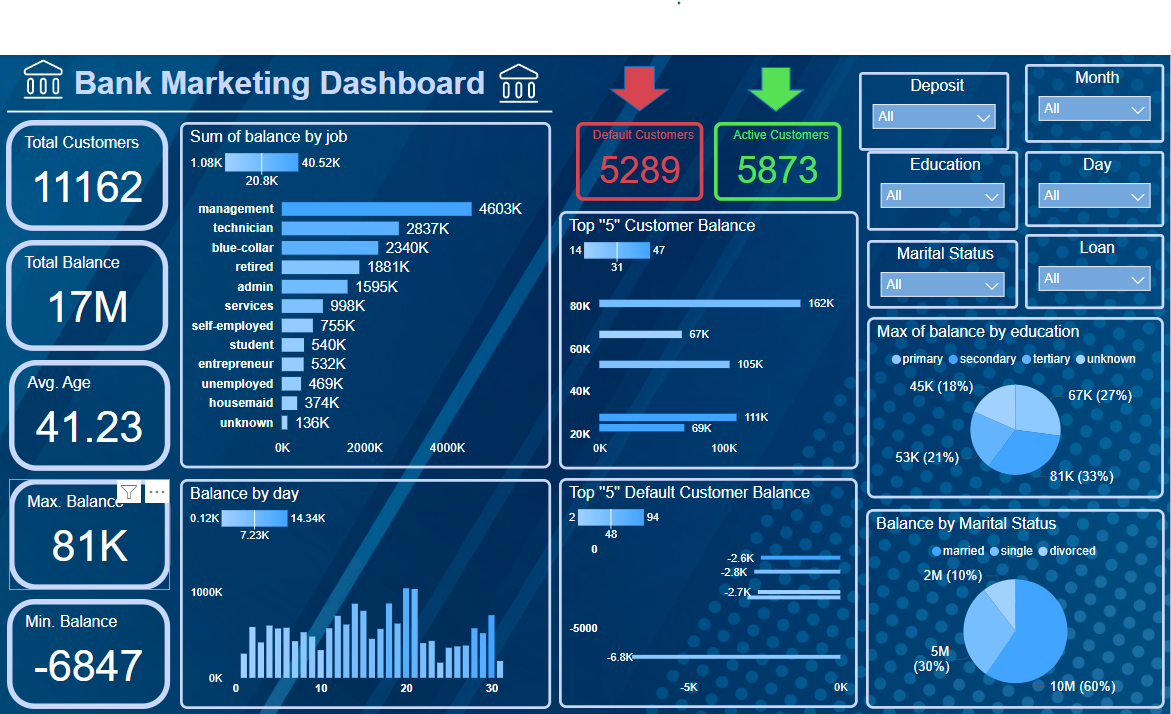 Bank Marketing Dashboard
Total Customers
11162
Total Balance
17M
Avg. Age
41.23
Max. Balance
81K
Min. Balance
-6847
Sum of balance by job
1.08K
40.52K
20.8K
management 4603K
technician 2837K
blue-collar 2340K
retired 1881K
admin 1595K
services 998K
self-employed 755K
student 540K
entrepreneur 532K
unemployed 469K
housemaid 374K
unknown 136K
0K 2000K 4000K
Balance by day
0.12K
14.34K
7.23K
1000K
0K
0 10 20 30
Default Customers
5289
Active Customers
5873
Top "5" Customer Balance
14
47
31
80K
162K
67K
60K
105K
40K
111K
20K
69K
0K 100K
Top "5" Default Customer Balance
2
94
48
0
-2.6K
-2.8K
-2.7K
-5000
-6.8K
-5K 0K
Deposit
All
Month
All
Education
All
Day
All
Marital Status
All
Loan
All
Max of balance by education
primary secondary tertiary unknown
45K (18%)
67K (27%)
53K (21%)
81K (33%)
Balance by Marital Status
married single divorced
2M (10%)
5M
(30%)
10M (60%)